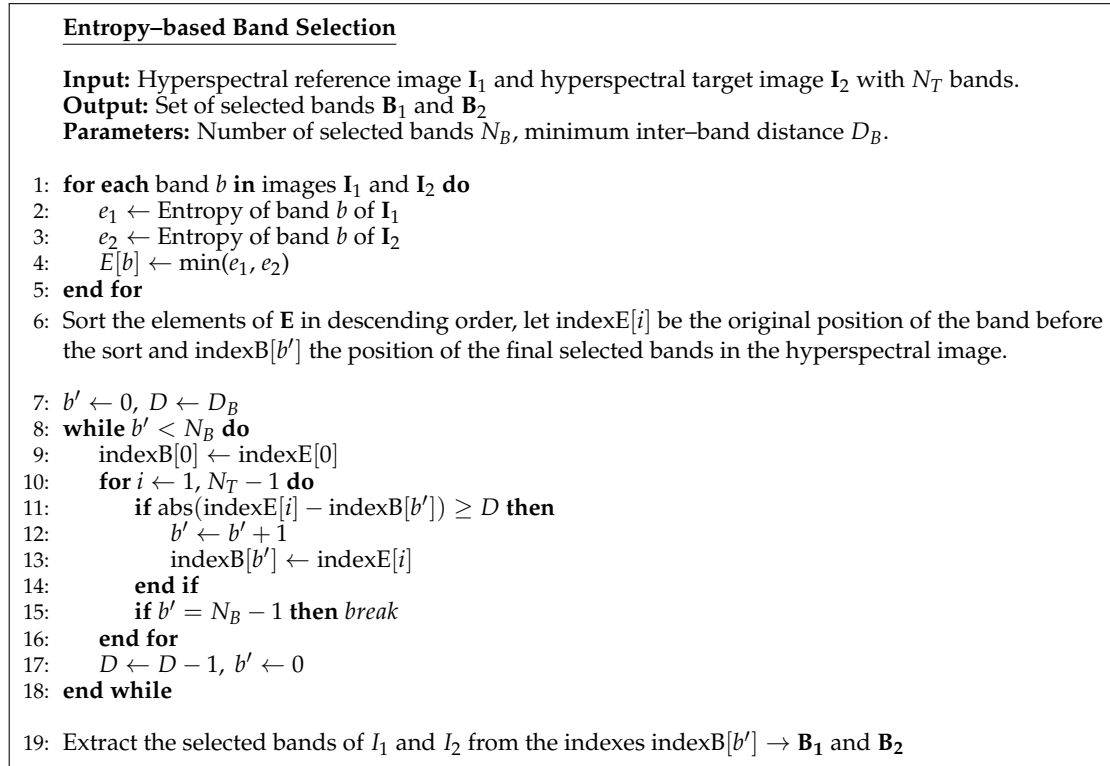 Entropy–based Band Selection
Input: Hyperspectral reference image I₁ and hyperspectral target image I₂ with N_T bands.
Output: Set of selected bands B₁ and B₂
Parameters: Number of selected bands N_B, minimum inter–band distance D_B.
1: for each band b in images I₁ and I₂ do
2: e₁ ← Entropy of band b of I₁
3: e₂ ← Entropy of band b of I₂
4: E[b] ← min(e₁, e₂)
5: end for
6: Sort the elements of E in descending order, let indexE[i] be the original position of the band before
the sort and indexB[b′] the position of the final selected bands in the hyperspectral image.
7: b′ ← 0, D ← D_B
8: while b′ < N_B do
9: indexB[0] ← indexE[0]
10: for i ← 1, N_T − 1 do
11: if abs(indexE[i] − indexB[b′]) ≥ D then
12: b′ ← b′ + 1
13: indexB[b′] ← indexE[i]
14: end if
15: if b′ = N_B − 1 then break
16: end for
17: D ← D − 1, b′ ← 0
18: end while
19: Extract the selected bands of I₁ and I₂ from the indexes indexB[b′] → B₁ and B₂